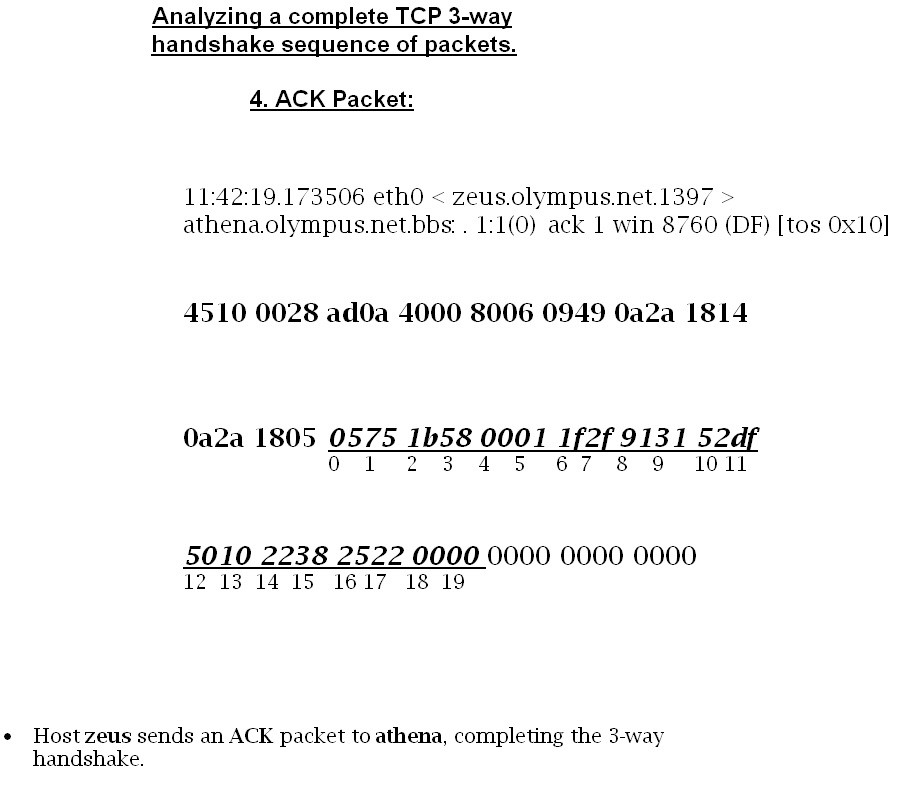 Analyzing a complete TCP 3-way
handshake sequence of packets.
4. ACK Packet:
11:42:19.173506 eth0 < zeus.olympus.net.1397 >
athena.olympus.net.bbs: . 1:1(0) ack 1 win 8760 (DF) [tos 0x10]
4510 0028 ad0a 4000 8006 0949 0a2a 1814
0a2a 1805 0575 1b58 0001 1f2f 9131 52df
0 1 2 3 4 5 6 7 8 9 10 11
5010 2238 2522 0000 0000 0000 0000
12 13 14 15 16 17 18 19
• Host zeus sends an ACK packet to athena, completing the 3-way
handshake.